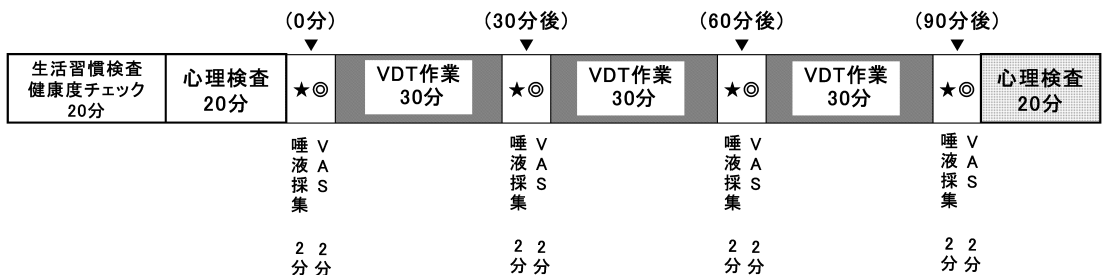 (0分)
(30分後)
(60分後)
(90分後)
▼
▼
▼
▼
生活習慣検査
健康度チェック
20分
心理検査
20分
★◎
VDT作業
30分
★◎
VDT作業
30分
★◎
VDT作業
30分
★◎
心理検査
20分
唾液採集 2分
VAS 2分
唾液採集 2分
VAS 2分
唾液採集 2分
VAS 2分
唾液採集 2分
VAS 2分